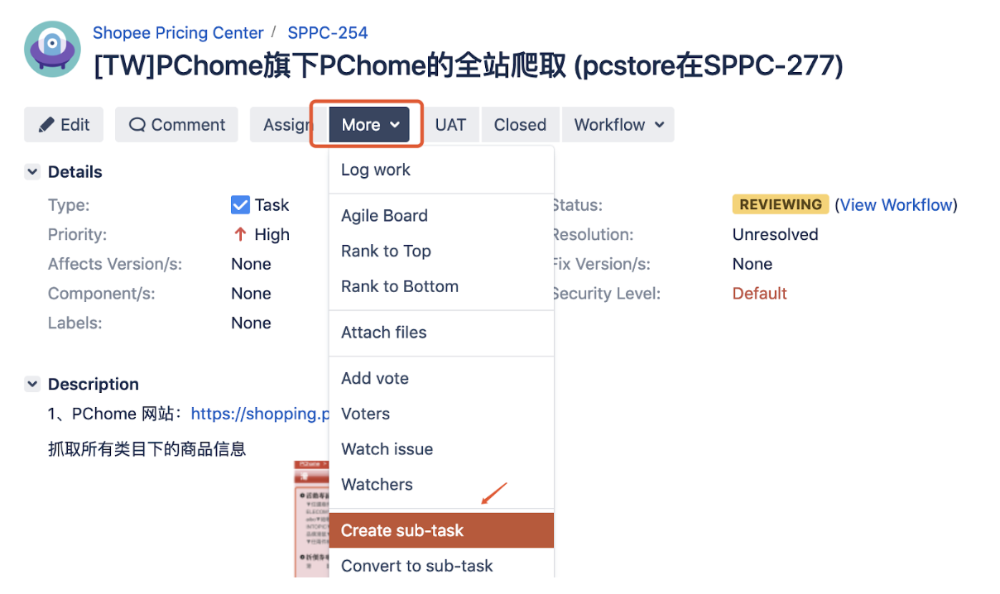 Shopee Pricing Center / SPPC-254
[TW]PChome旗下PChome的全站爬取 (pcstore在SPPC-277)
Edit Comment Assign More UAT Closed Workflow
Log work
Agile Board
Rank to Top
Rank to Bottom
Attach files
Add vote
Voters
Watch issue
Watchers
Create sub-task
Convert to sub-task
Details
Type: Task
Priority: High
Affects Version/s: None
Component/s: None
Labels: None
Status: REVIEWING (View Workflow)
Resolution: Unresolved
Fix Version/s: None
Security Level: Default
Description
1、PChome 网站：https://shopping.p
抓取所有类目下的商品信息